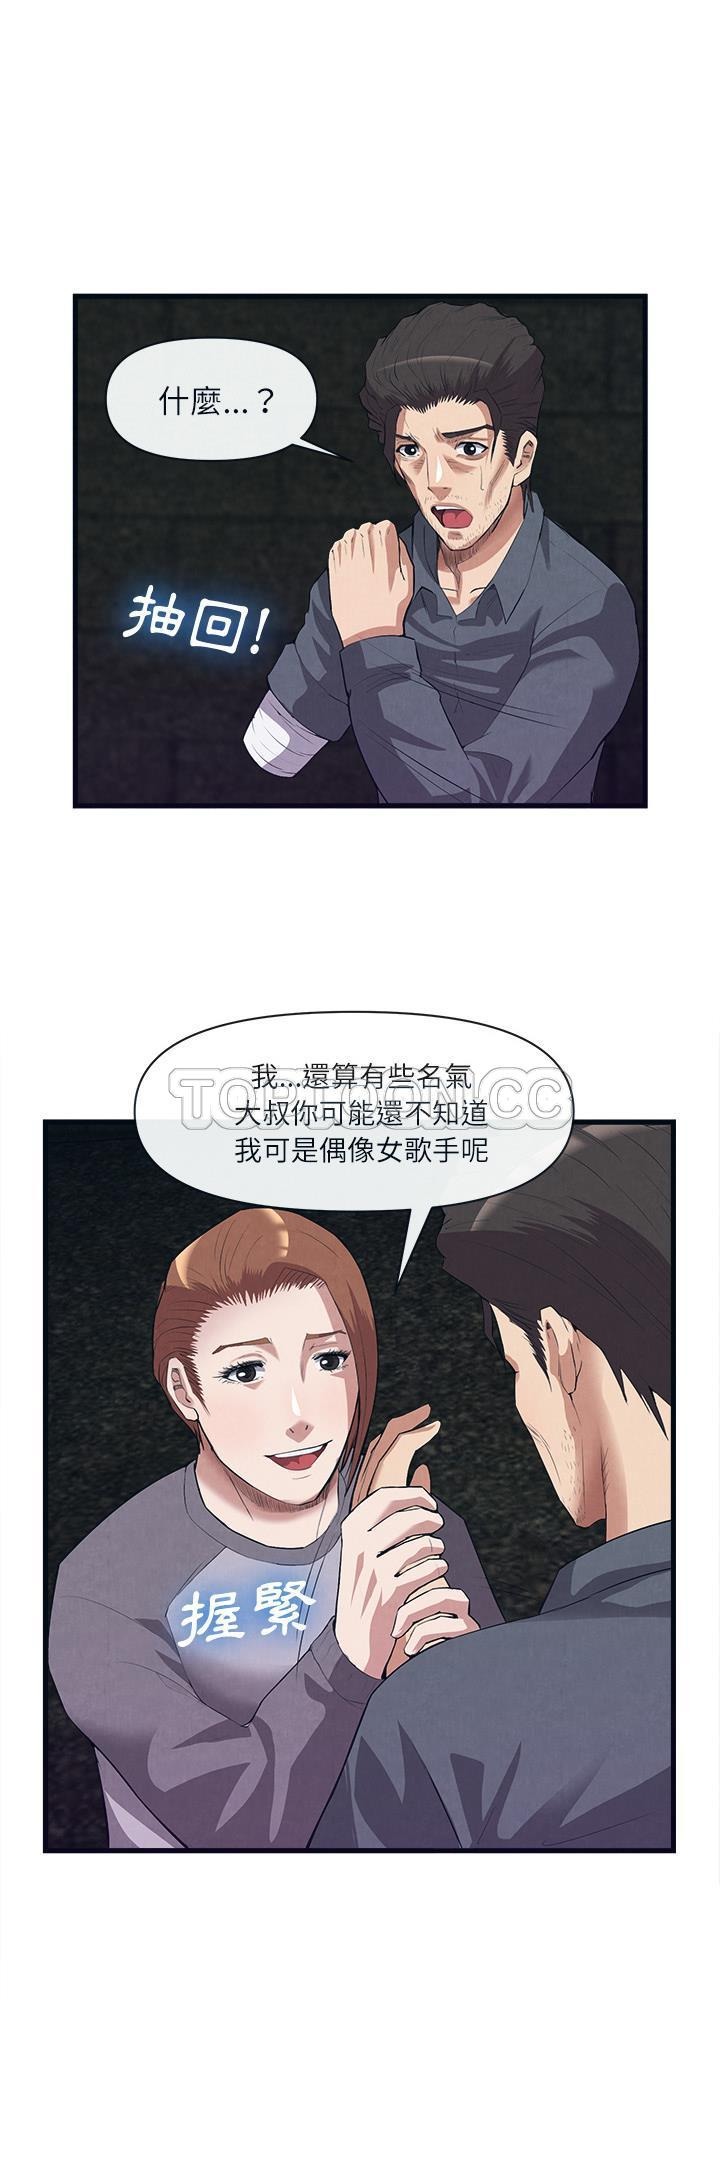 什麼...？
抽回!
我...還算有些名氣
TOPTOON.CC
大叔你可能還不知道
我可是偶像女歌手呢
握緊